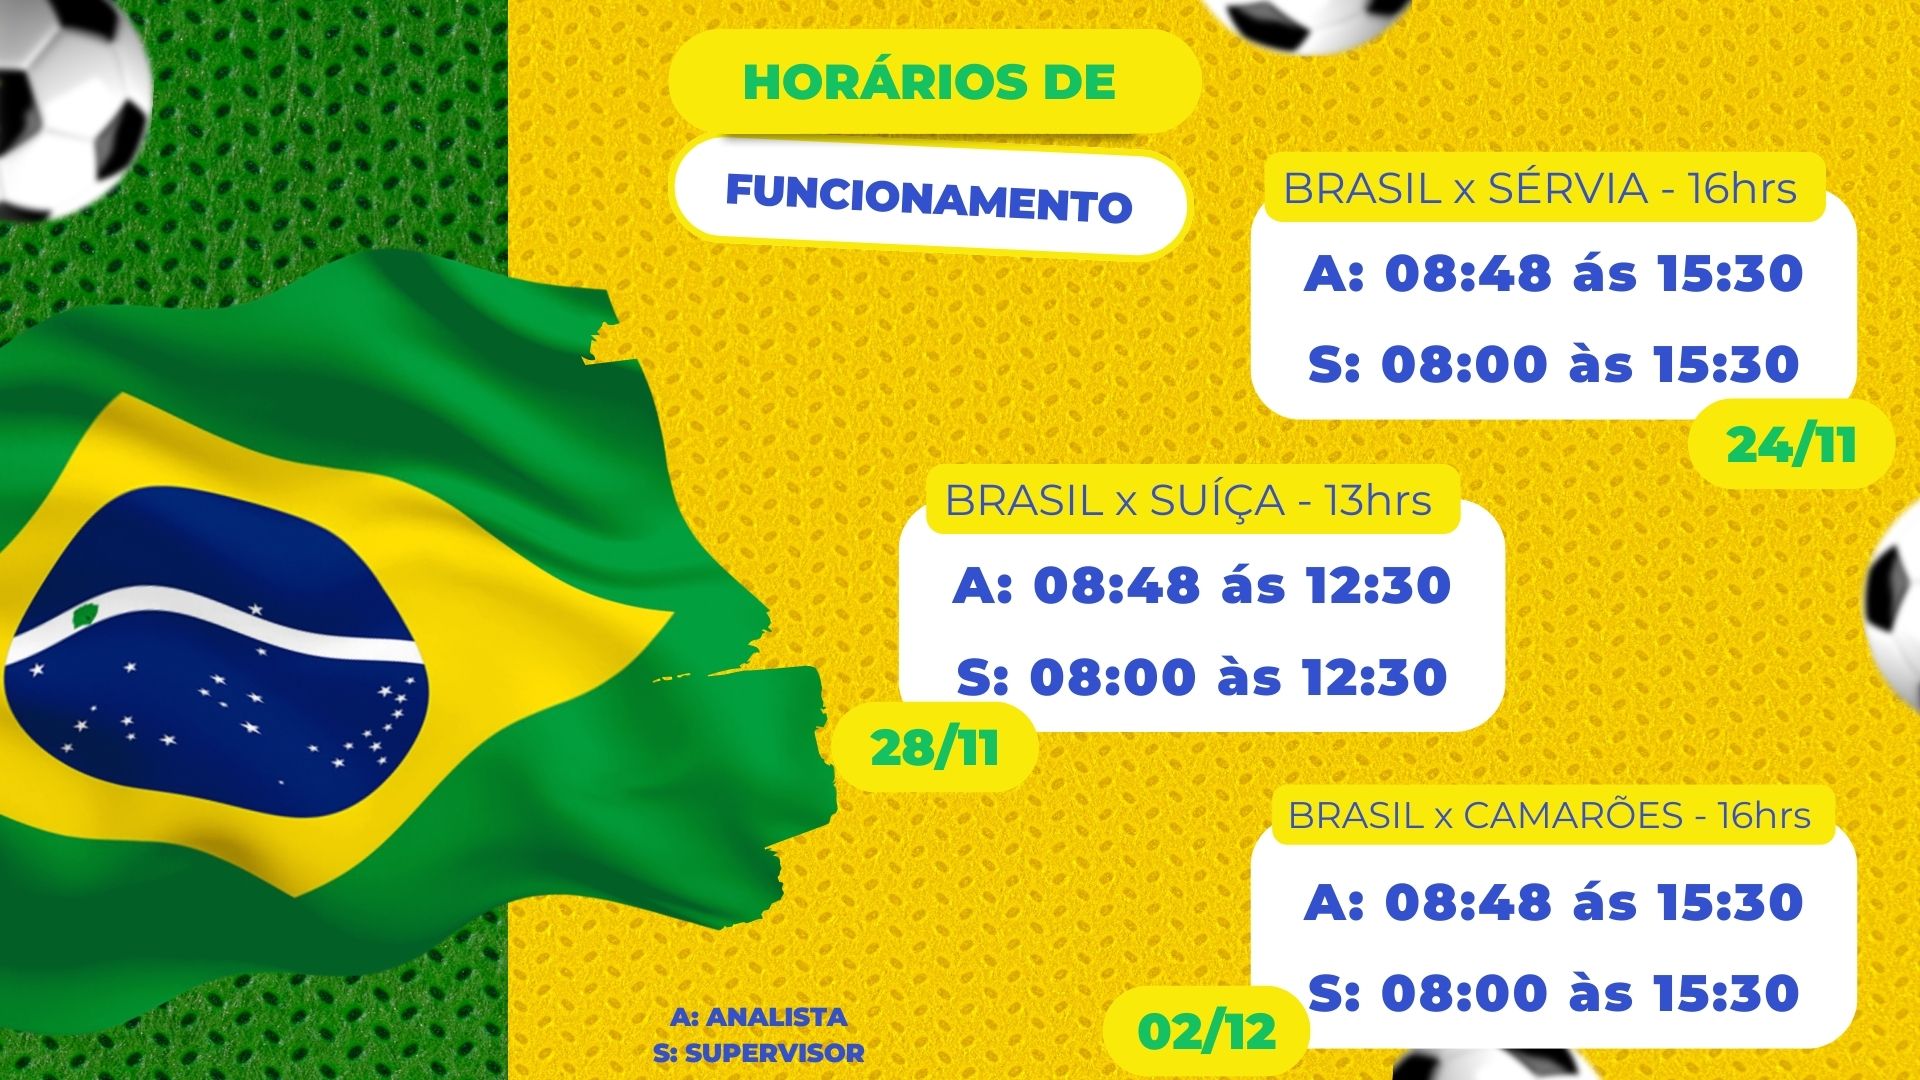 HORÁRIOS DE
FUNCIONAMENTO
BRASIL x SÉRVIA - 16hrs
A: 08:48 ás 15:30
S: 08:00 às 15:30
24/11
BRASIL x SUÍÇA - 13hrs
A: 08:48 ás 12:30
S: 08:00 às 12:30
28/11
BRASIL x CAMARÕES - 16hrs
A: 08:48 ás 15:30
S: 08:00 às 15:30
02/12
A: ANALISTA
S: SUPERVISOR